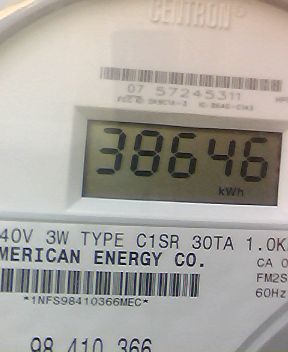 CENTRON®
07 57245311
38646
kWh
40V 3W TYPE C1SR 30TA 1.0K
MERICAN ENERGY CO. CA 0
FM2S
60Hz
*1NFS98410366MEC*
98 410 366